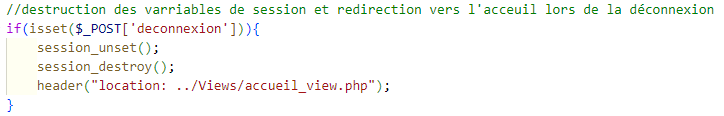 //destruction des varriables de session et redirection vers l'acceuil lors de la déconnexion
if(isset($_POST['deconnexion'])){
    session_unset();
    session_destroy();
    header("location: ../Views/accueil_view.php");
}